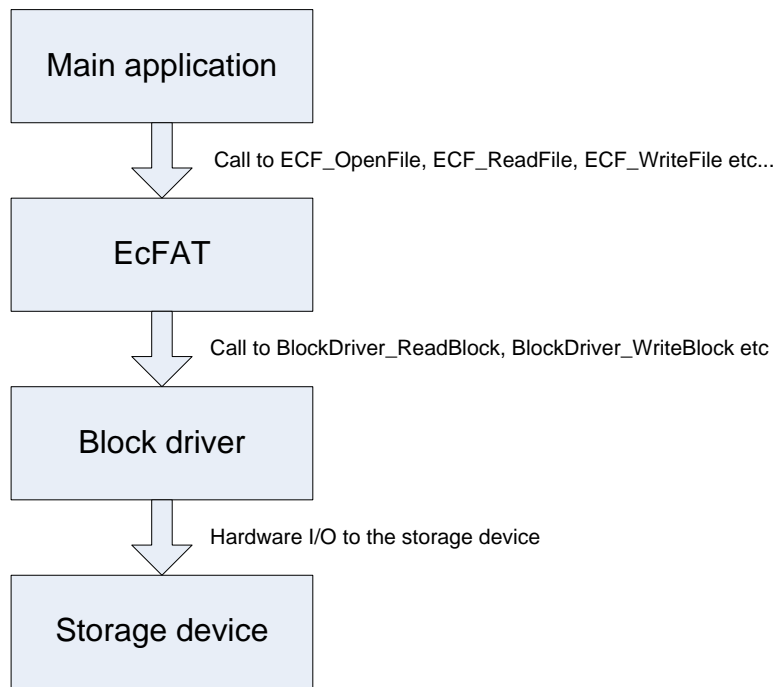 Main application
Call to ECF_OpenFile, ECF_ReadFile, ECF_WriteFile etc...
EcFAT
Call to BlockDriver_ReadBlock, BlockDriver_WriteBlock etc
Block driver
Hardware I/O to the storage device
Storage device